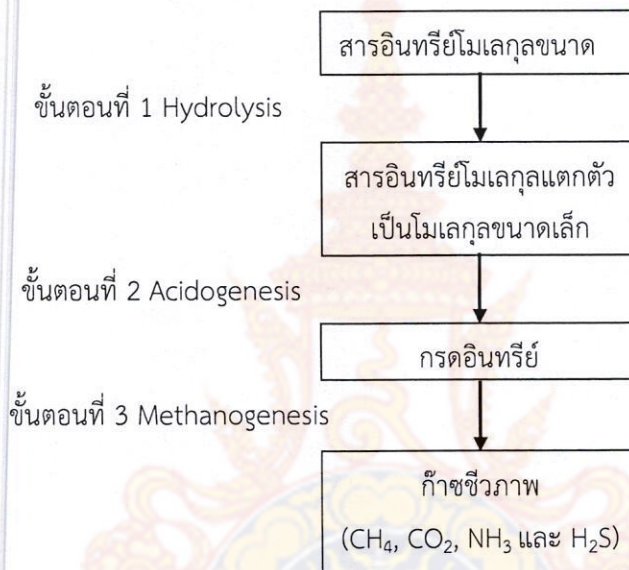 สารอินทรีย์โมเลกุลขนาด
ขั้นตอนที่ 1 Hydrolysis
สารอินทรีย์โมเลกุลแตกตัว
เป็นโมเลกุลขนาดเล็ก
ขั้นตอนที่ 2 Acidogenesis
กรดอินทรีย์
ขั้นตอนที่ 3 Methanogenesis
ก๊าซชีวภาพ
(CH₄, CO₂, NH₃ และ H₂S)